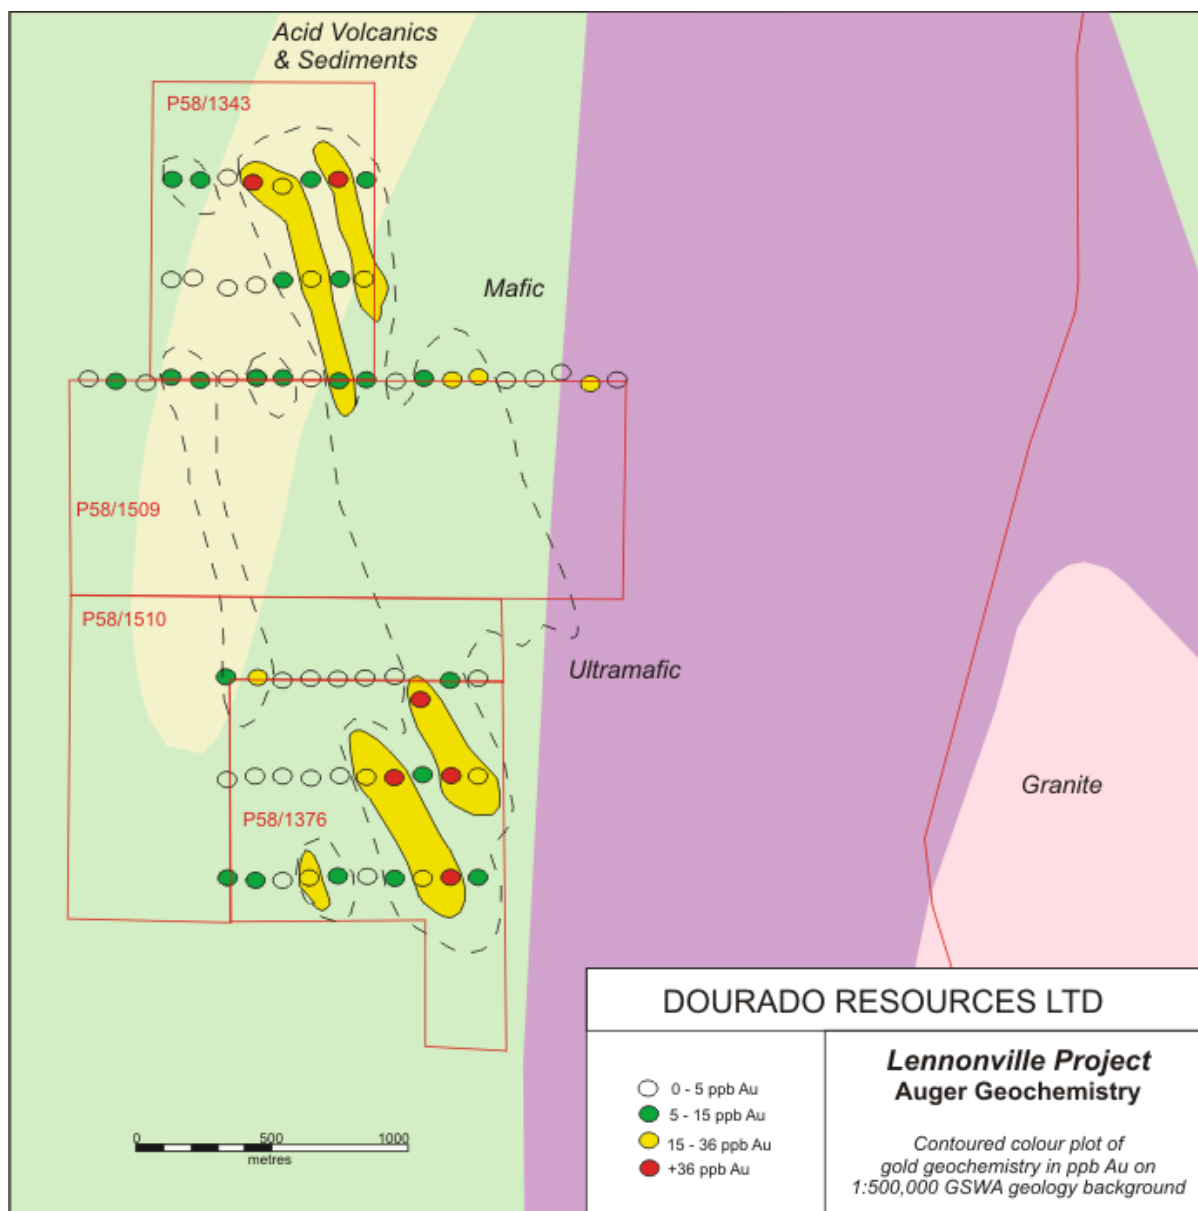 Acid Volcanics
& Sediments
P58/1343
Mafic
P58/1509
P58/1510
Ultramafic
Granite
P58/1376
DOURADO RESOURCES LTD
0 - 5 ppb Au
5 - 15 ppb Au
15 - 36 ppb Au
+36 ppb Au
Lennonville Project
Auger Geochemistry
Contoured colour plot of
gold geochemistry in ppb Au on
1:500,000 GSWA geology background
0 500 1000
metres